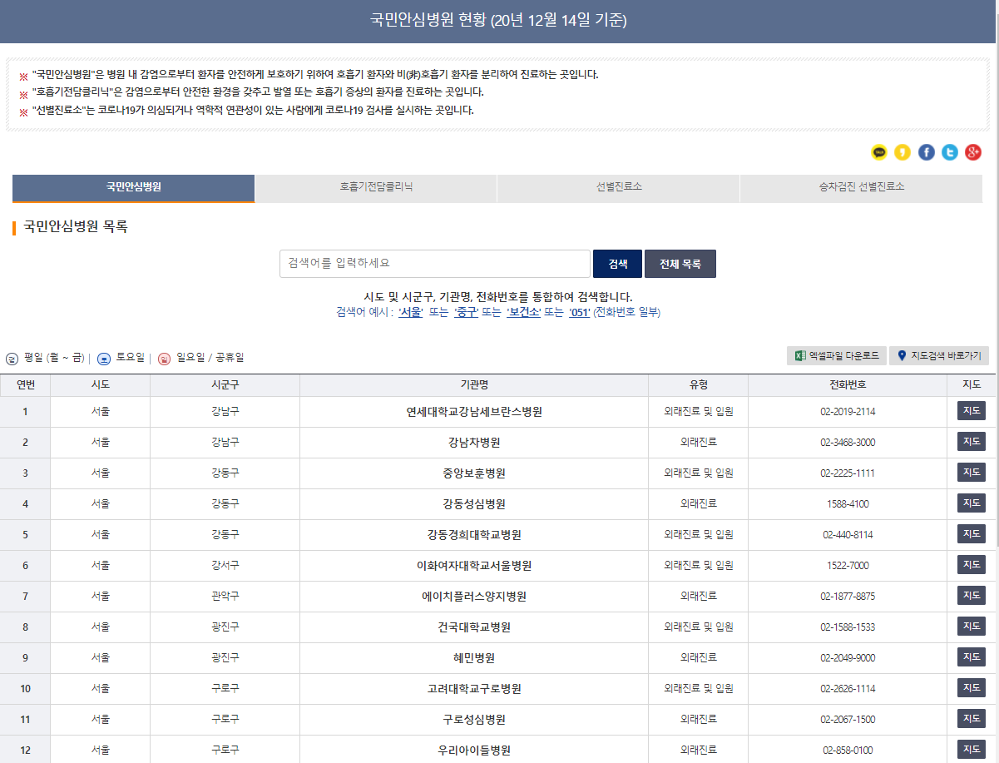 국민안심병원 현황 (20년 12월 14일 기준)
※ "국민안심병원"은 병원 내 감염으로부터 환자를 안전하게 보호하기 위하여 호흡기 환자와 비(非)호흡기 환자를 분리하여 진료하는 곳입니다.
※ "호흡기전담클리닉"은 감염으로부터 안전한 환경을 갖추고 발열 또는 호흡기 증상의 환자를 진료하는 곳입니다.
※ "선별진료소"는 코로나19가 의심되거나 역학적 연관성이 있는 사람에게 코로나19 검사를 실시하는 곳입니다.
TALK f t g+
국민안심병원 호흡기전담클리닉 선별진료소 승차검진 선별진료소
국민안심병원 목록
검색어를 입력하세요 검색 전체 목록
시도 및 시군구, 기관명, 전화번호를 통합하여 검색합니다.
검색어 예시 : '서울' 또는 '중구' 또는 '보건소' 또는 '051' (전화번호 일부)
평 평일 (월 ~ 금) | 토 토요일 | 일 일요일 / 공휴일 엑셀파일 다운로드 지도검색 바로가기
연번 시도 시군구 기관명 유형 전화번호 지도
1 서울 강남구 연세대학교강남세브란스병원 외래진료 및 입원 02-2019-2114 지도
2 서울 강남구 강남차병원 외래진료 02-3468-3000 지도
3 서울 강동구 중앙보훈병원 외래진료 및 입원 02-2225-1111 지도
4 서울 강동구 강동성심병원 외래진료 1588-4100 지도
5 서울 강동구 강동경희대학교병원 외래진료 및 입원 02-440-8114 지도
6 서울 강서구 이화여자대학교서울병원 외래진료 및 입원 1522-7000 지도
7 서울 관악구 에이치플러스양지병원 외래진료 02-1877-8875 지도
8 서울 광진구 건국대학교병원 외래진료 및 입원 02-1588-1533 지도
9 서울 광진구 혜민병원 외래진료 02-2049-9000 지도
10 서울 구로구 고려대학교구로병원 외래진료 및 입원 02-2626-1114 지도
11 서울 구로구 구로성심병원 외래진료 02-2067-1500 지도
12 서울 구로구 우리아이들병원 외래진료 02-858-0100 지도